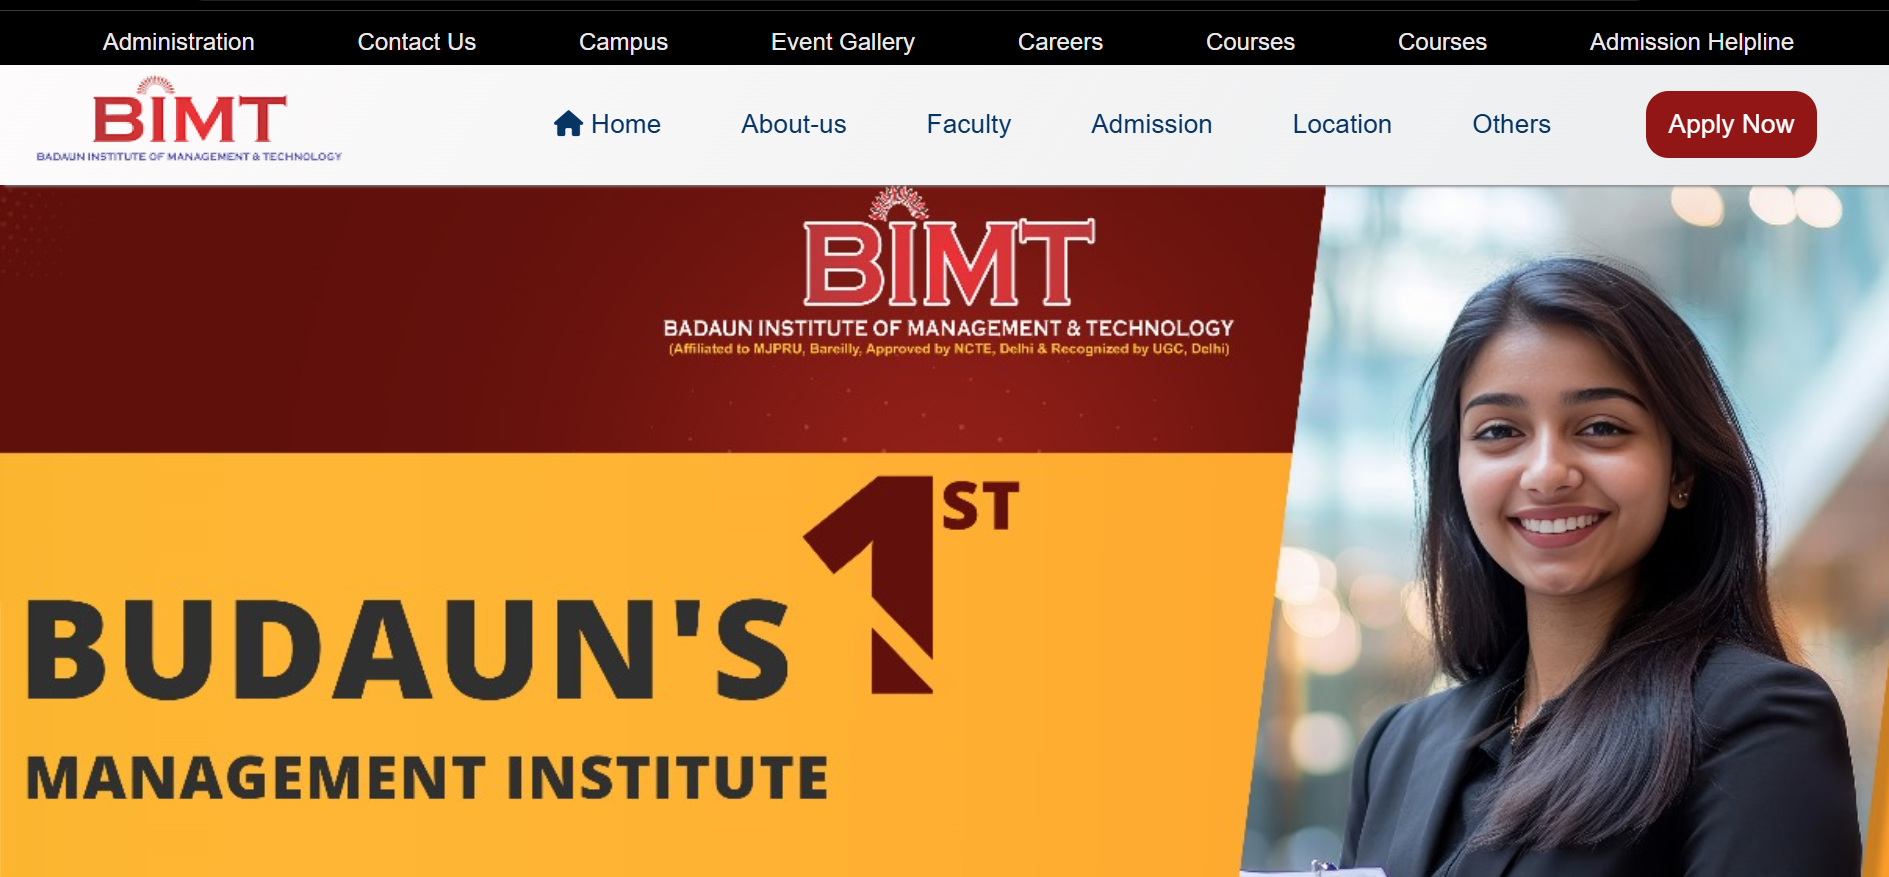 Administration Contact Us Campus Event Gallery Careers Courses Courses Admission Helpline
BIMT
BADAUN INSTITUTE OF MANAGEMENT & TECHNOLOGY
Home About-us Faculty Admission Location Others Apply Now
BIMT
BADAUN INSTITUTE OF MANAGEMENT & TECHNOLOGY
(Affiliated to MJPRU, Bareilly, Approved by NCTE, Delhi & Recognized by UGC, Delhi)
BUDAUN'S 1ST
MANAGEMENT INSTITUTE